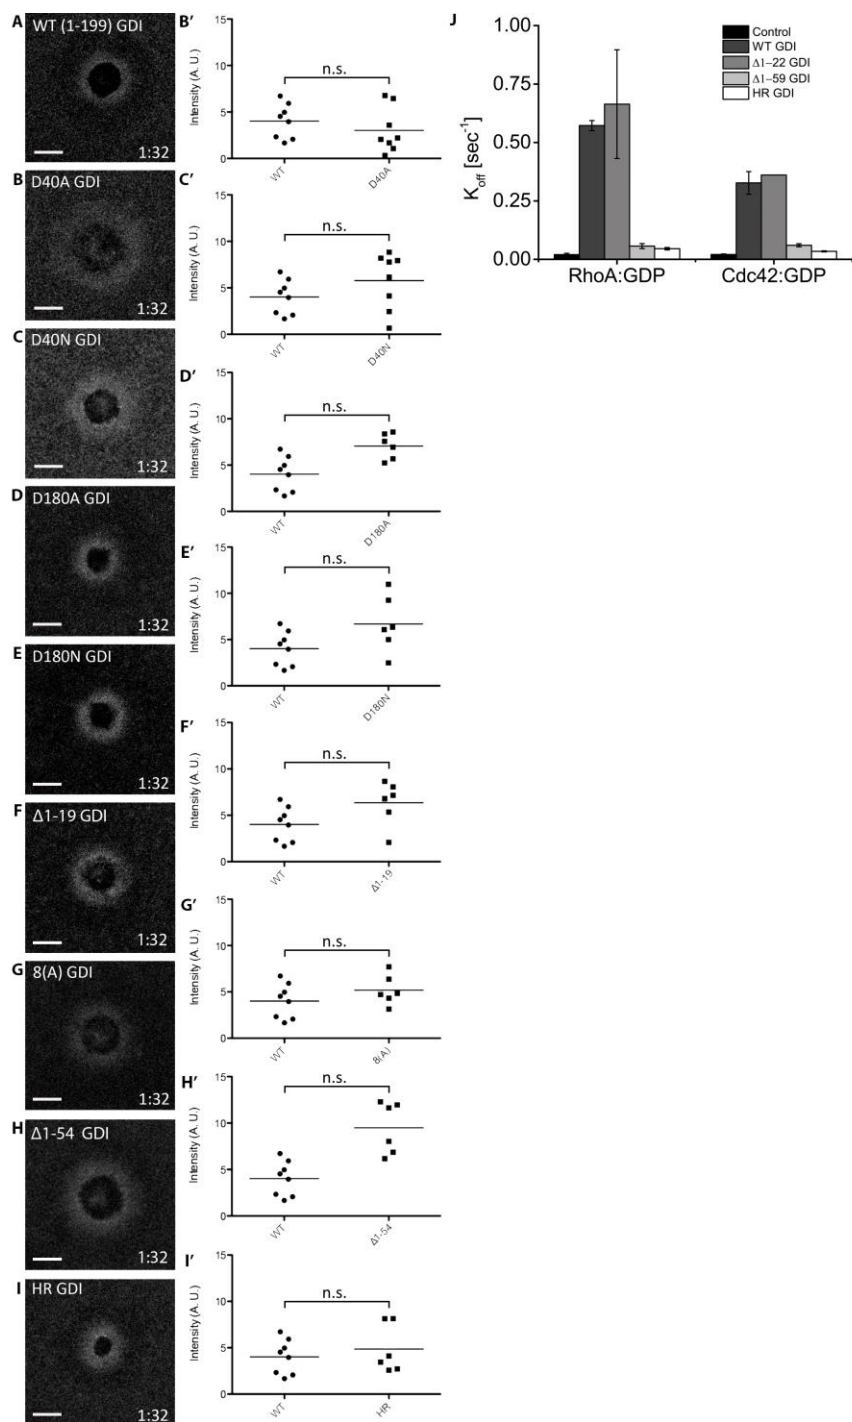 A
WT (1-199) GDI
1:32
B
D40A GDI
1:32
C
D40N GDI
1:32
D
D180A GDI
1:32
E
D180N GDI
1:32
F
Δ1-19 GDI
1:32
G
8(A) GDI
1:32
H
Δ1-54 GDI
1:32
I
HR GDI
1:32
B′
Intensity (A. U.)
15
10
5
0
n.s.
WT
D40A
C′
Intensity (A. U.)
15
10
5
0
n.s.
WT
D40N
D′
Intensity (A. U.)
15
10
5
0
n.s.
WT
D180A
E′
Intensity (A. U.)
15
10
5
0
n.s.
WT
D180N
F′
Intensity (A. U.)
15
10
5
0
n.s.
WT
Δ1-19
G′
Intensity (A. U.)
15
10
5
0
n.s.
WT
8(A)
H′
Intensity (A. U.)
15
10
5
0
n.s.
WT
Δ1-54
I′
Intensity (A. U.)
15
10
5
0
n.s.
WT
HR
J
K_off [sec⁻¹]
1.00
0.75
0.50
0.25
0.00
Control
WT GDI
Δ1–22 GDI
Δ1–59 GDI
HR GDI
RhoA:GDP
Cdc42:GDP